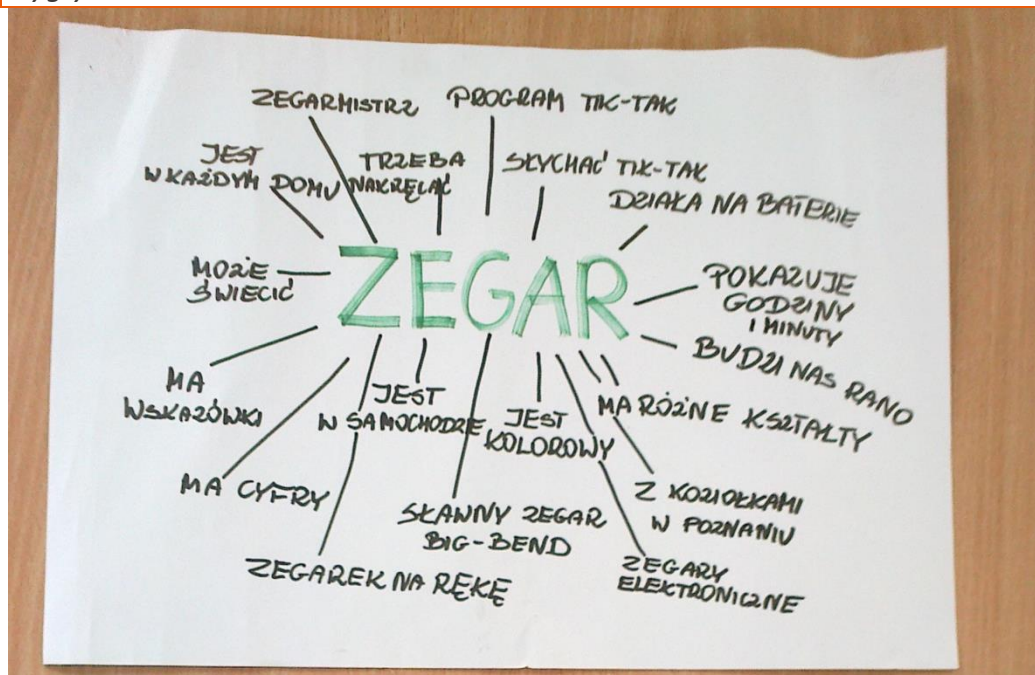 ZEGARMISTRZ
PROGRAM TIK-TAK
JEST
W KAŻDYM DOMU
TRZEBA
NAKRĘCAĆ
SŁYCHAĆ TIK-TAK
DZIAŁA NA BATERIE
MOŻE
ŚWIECIĆ
ZEGAR
POKAZUJE
GODZINY
I MINUTY
BUDZI NAS RANO
MA
WSKAZÓWKI
JEST
W SAMOCHODZIE
JEST
KOLOROWY
MA RÓŻNE KSZTAŁTY
MA CYFRY
SŁAWNY ZEGAR
BIG-BEND
Z KOZIOŁKAMI
W POZNANIU
ZEGAREK NA RĘKĘ
ZEGARY
ELEKTRONICZNE